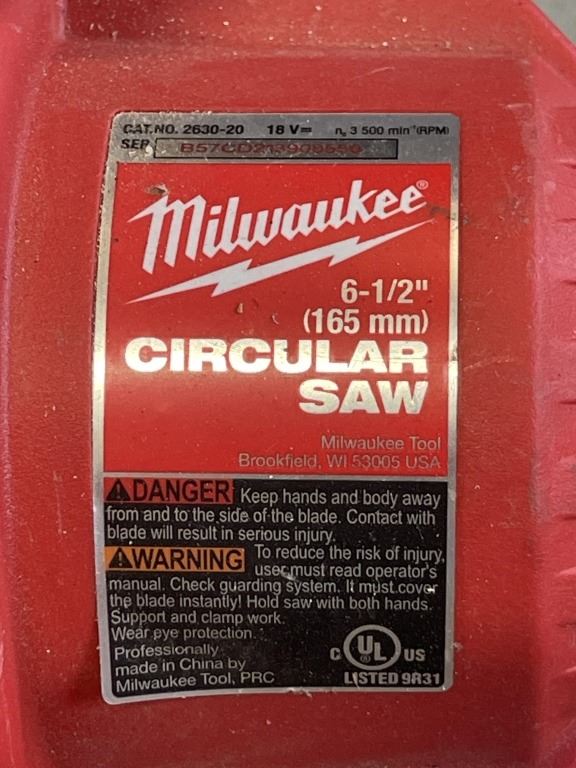 CAT.NO. 2630-20 18 V⎓ n₀ 3 500 min⁻¹(RPM)
SER.
Milwaukee®
6-1/2"
(165 mm)
CIRCULAR
SAW
Milwaukee Tool
Brookfield, WI 53005 USA
DANGER Keep hands and body away
from and to the side of the blade. Contact with
blade will result in serious injury.
WARNING To reduce the risk of injury,
user must read operator's
manual. Check guarding system. It must cover
the blade instantly! Hold saw with both hands.
Support and clamp work.
Wear eye protection.
Professionally
made in China by
Milwaukee Tool, PRC
C UL US
LISTED 9R31